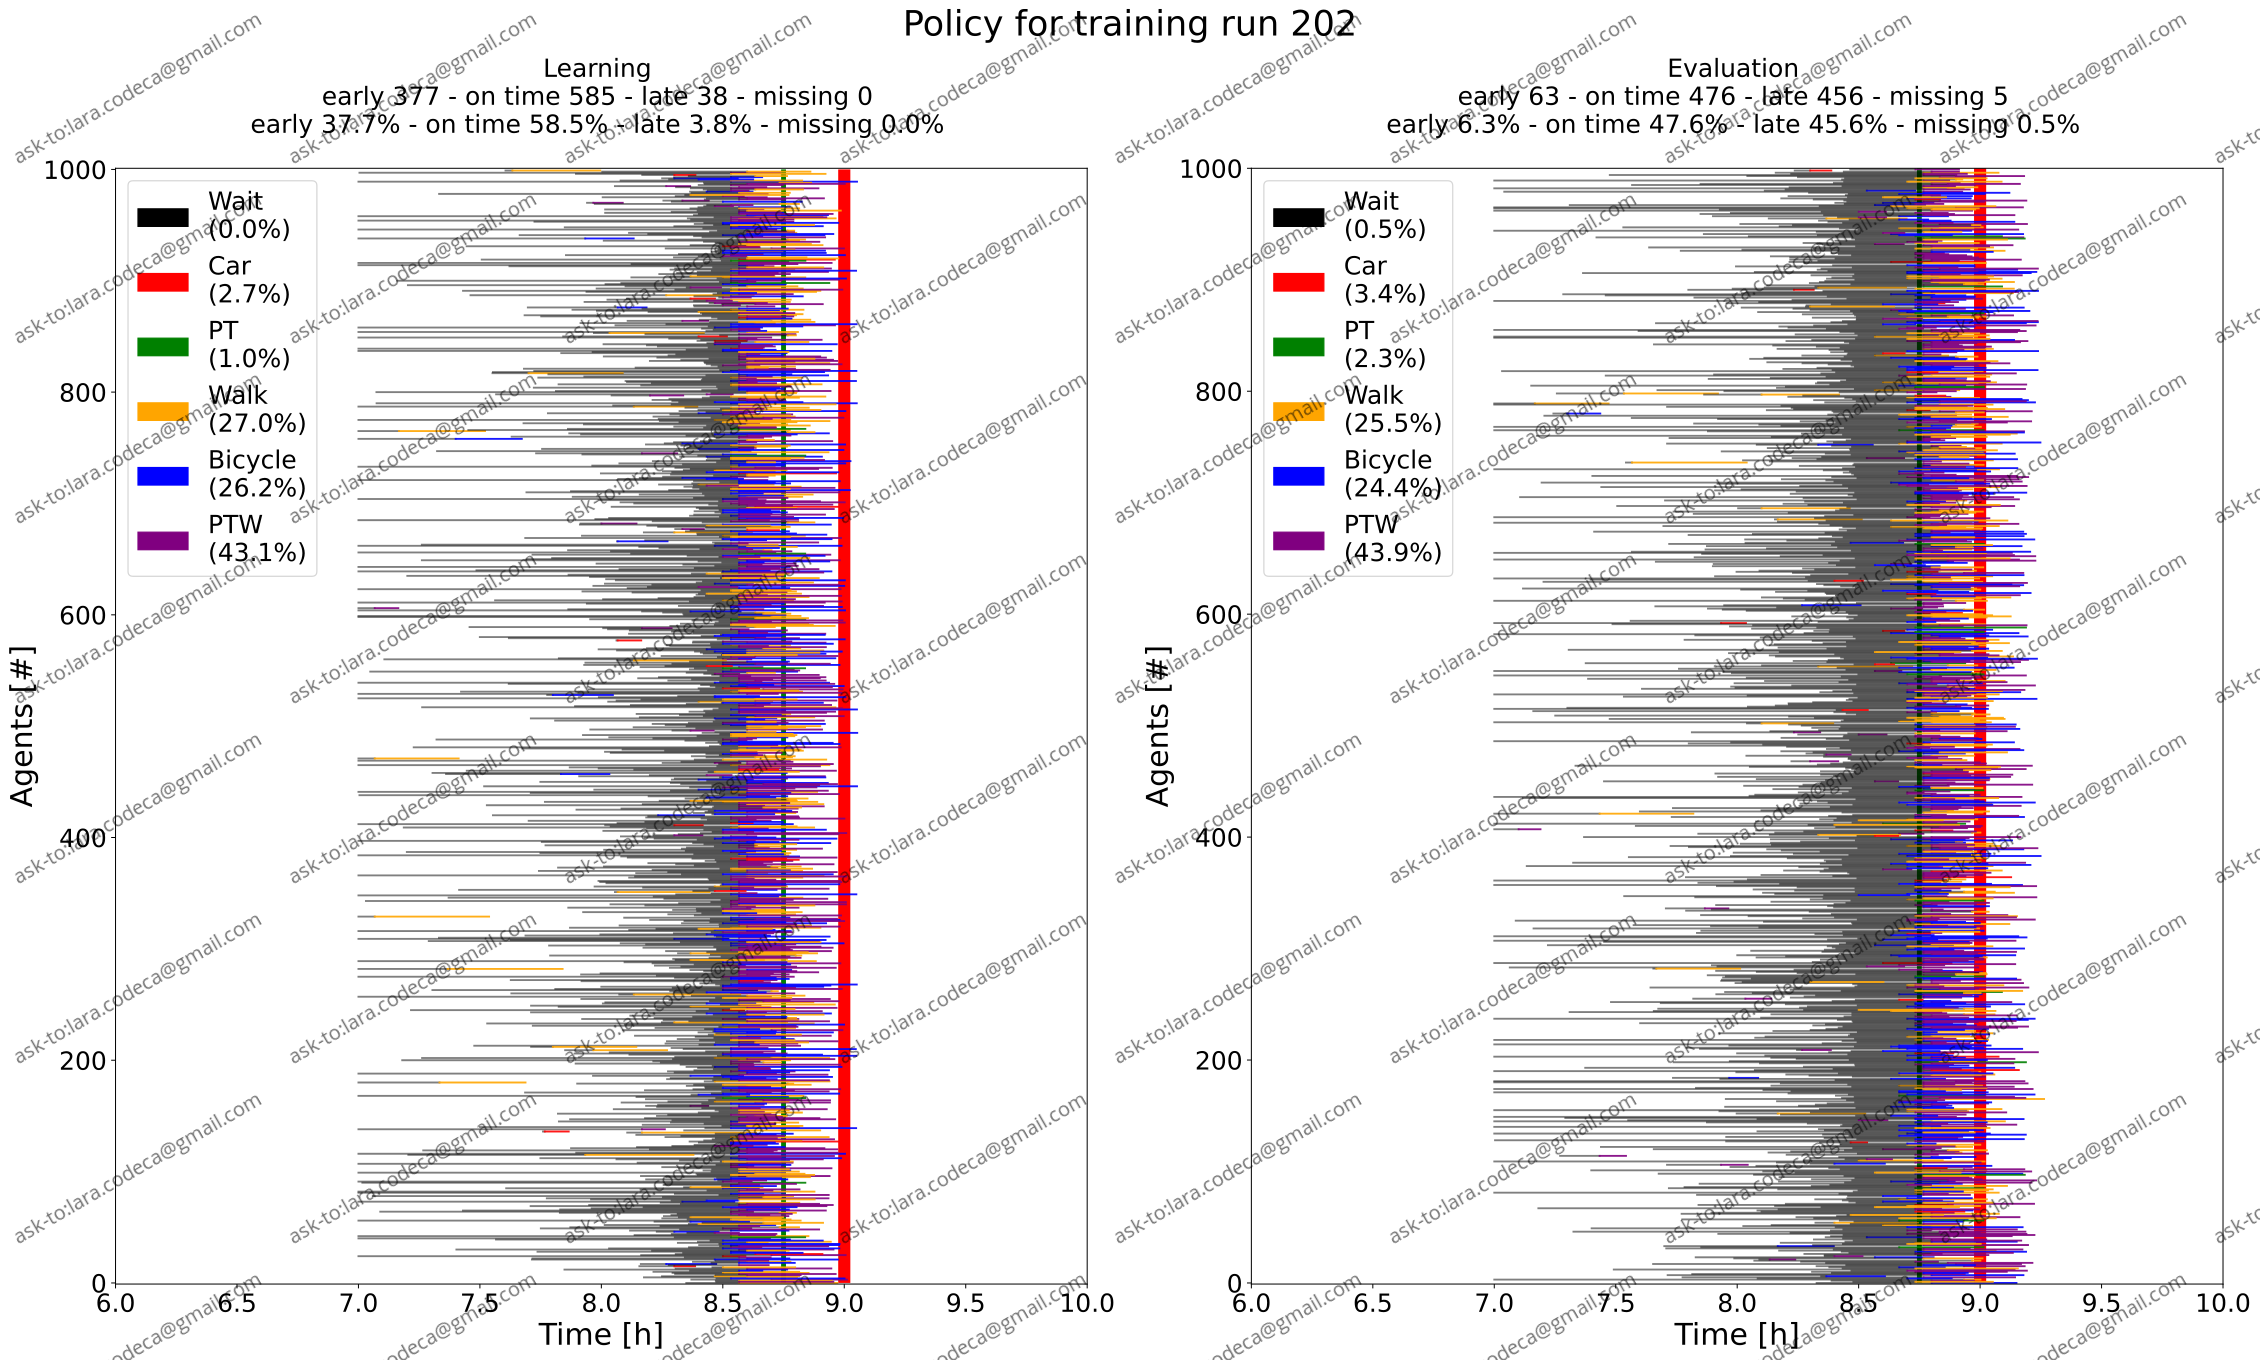 Policy for training run 202
Learning
early 377 - on time 585 - late 38 - missing 0
early 37.7% - on time 58.5% - late 3.8% - missing 0.0%
Evaluation
early 63 - on time 476 - late 456 - missing 5
early 6.3% - on time 47.6% - late 45.6% - missing 0.5%
Agents [#]
1000
800
600
400
200
0
Wait
(0.0%)
Car
(2.7%)
PT
(1.0%)
Walk
(27.0%)
Bicycle
(26.2%)
PTW
(43.1%)
6.0 6.5 7.0 7.5 8.0 8.5 9.0 9.5 10.0
Time [h]
Agents [#]
1000
800
600
400
200
0
Wait
(0.5%)
Car
(3.4%)
PT
(2.3%)
Walk
(25.5%)
Bicycle
(24.4%)
PTW
(43.9%)
6.0 6.5 7.0 7.5 8.0 8.5 9.0 9.5 10.0
Time [h]
ask-to:lara.codeca@gmail.com